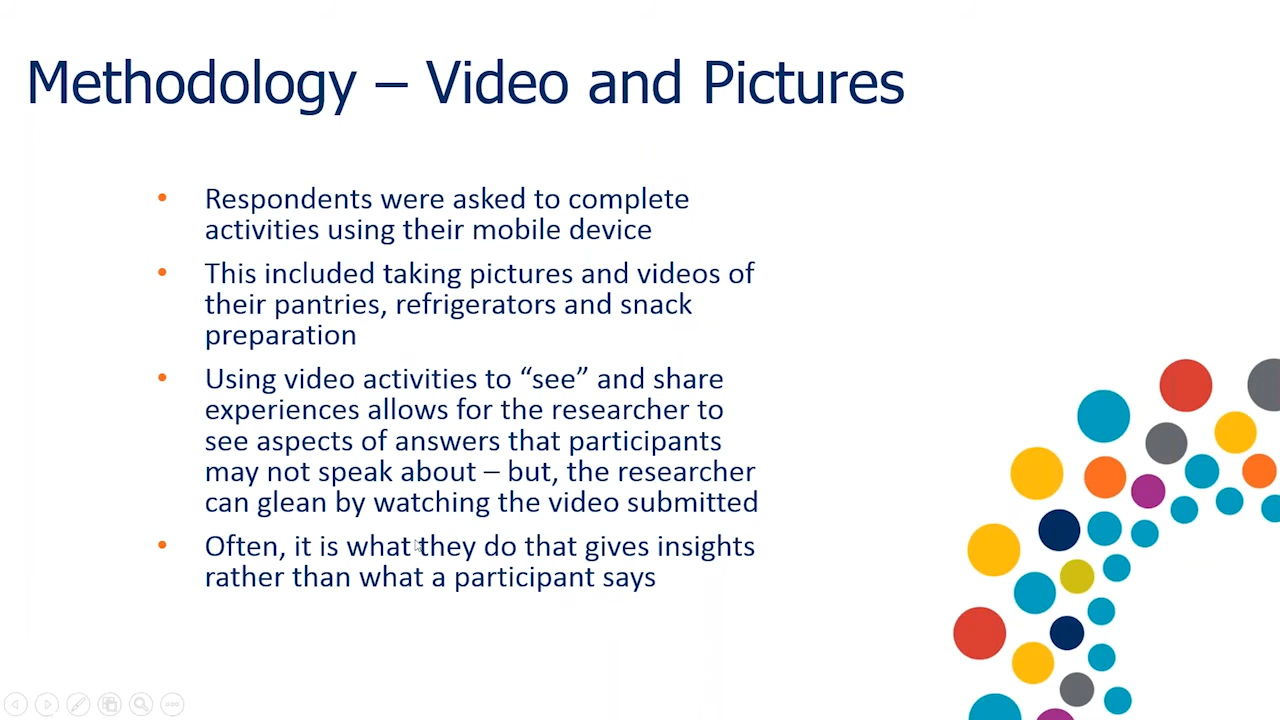 Methodology – Video and Pictures
• Respondents were asked to complete
activities using their mobile device
• This included taking pictures and videos of
their pantries, refrigerators and snack
preparation
• Using video activities to “see” and share
experiences allows for the researcher to
see aspects of answers that participants
may not speak about – but, the researcher
can glean by watching the video submitted
• Often, it is what they do that gives insights
rather than what a participant says